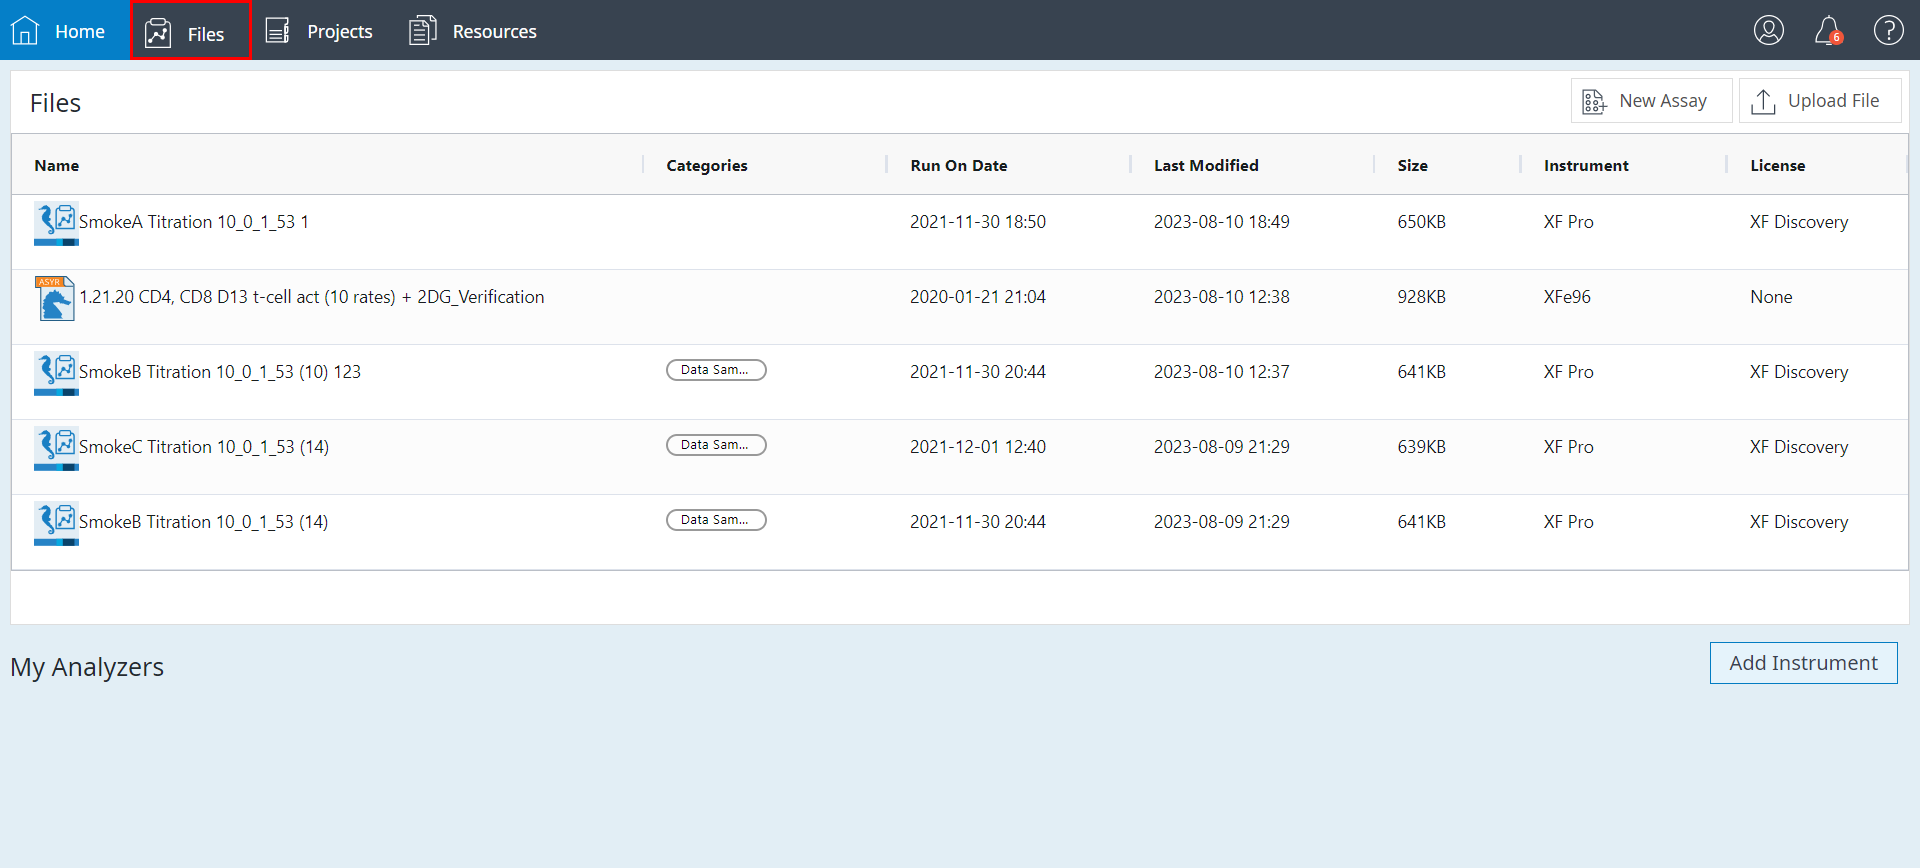 Home Files Projects Resources 6 ?
Files New Assay Upload File
Name Categories Run On Date Last Modified Size Instrument License
SmokeA Titration 10_0_1_53 1 2021-11-30 18:50 2023-08-10 18:49 650KB XF Pro XF Discovery
ASYR 1.21.20 CD4, CD8 D13 t-cell act (10 rates) + 2DG_Verification 2020-01-21 21:04 2023-08-10 12:38 928KB XFe96 None
SmokeB Titration 10_0_1_53 (10) 123 Data Sam... 2021-11-30 20:44 2023-08-10 12:37 641KB XF Pro XF Discovery
SmokeC Titration 10_0_1_53 (14) Data Sam... 2021-12-01 12:40 2023-08-09 21:29 639KB XF Pro XF Discovery
SmokeB Titration 10_0_1_53 (14) Data Sam... 2021-11-30 20:44 2023-08-09 21:29 641KB XF Pro XF Discovery
My Analyzers Add Instrument